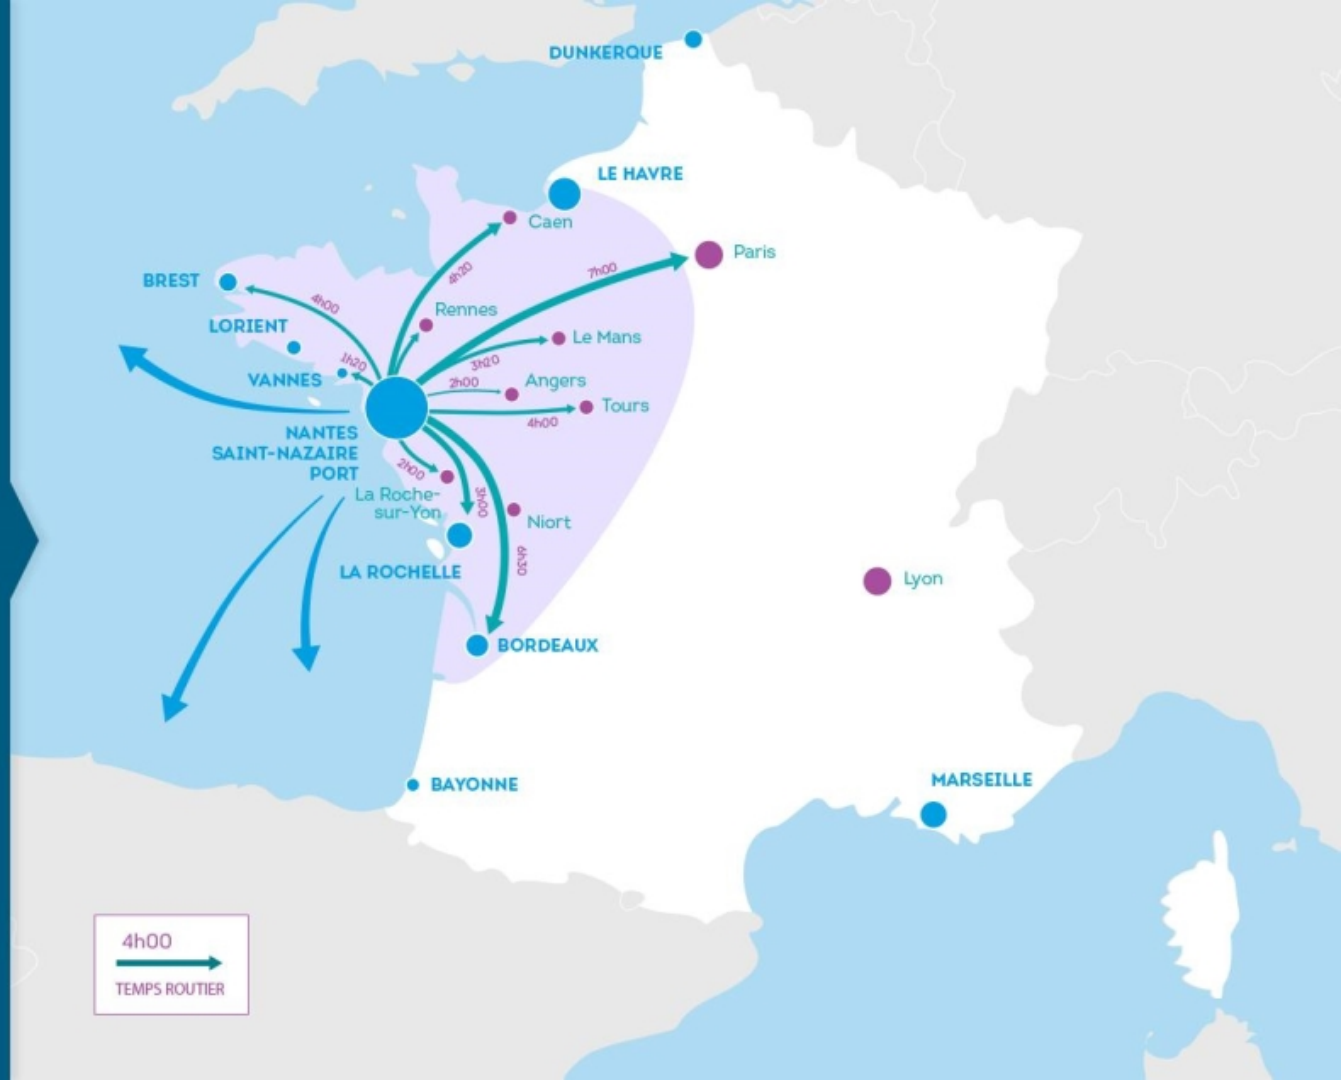 DUNKERQUE
LE HAVRE
Caen
Paris
4h20
7h00
BREST
4h00
Rennes
LORIENT
Le Mans
1h20
3h20
VANNES
2h00
Angers
Tours
4h00
NANTES
SAINT-NAZAIRE
PORT
2h00
La Roche-
sur-Yon
3h00
Niort
6h30
LA ROCHELLE
Lyon
BORDEAUX
BAYONNE
MARSEILLE
4h00
TEMPS ROUTIER